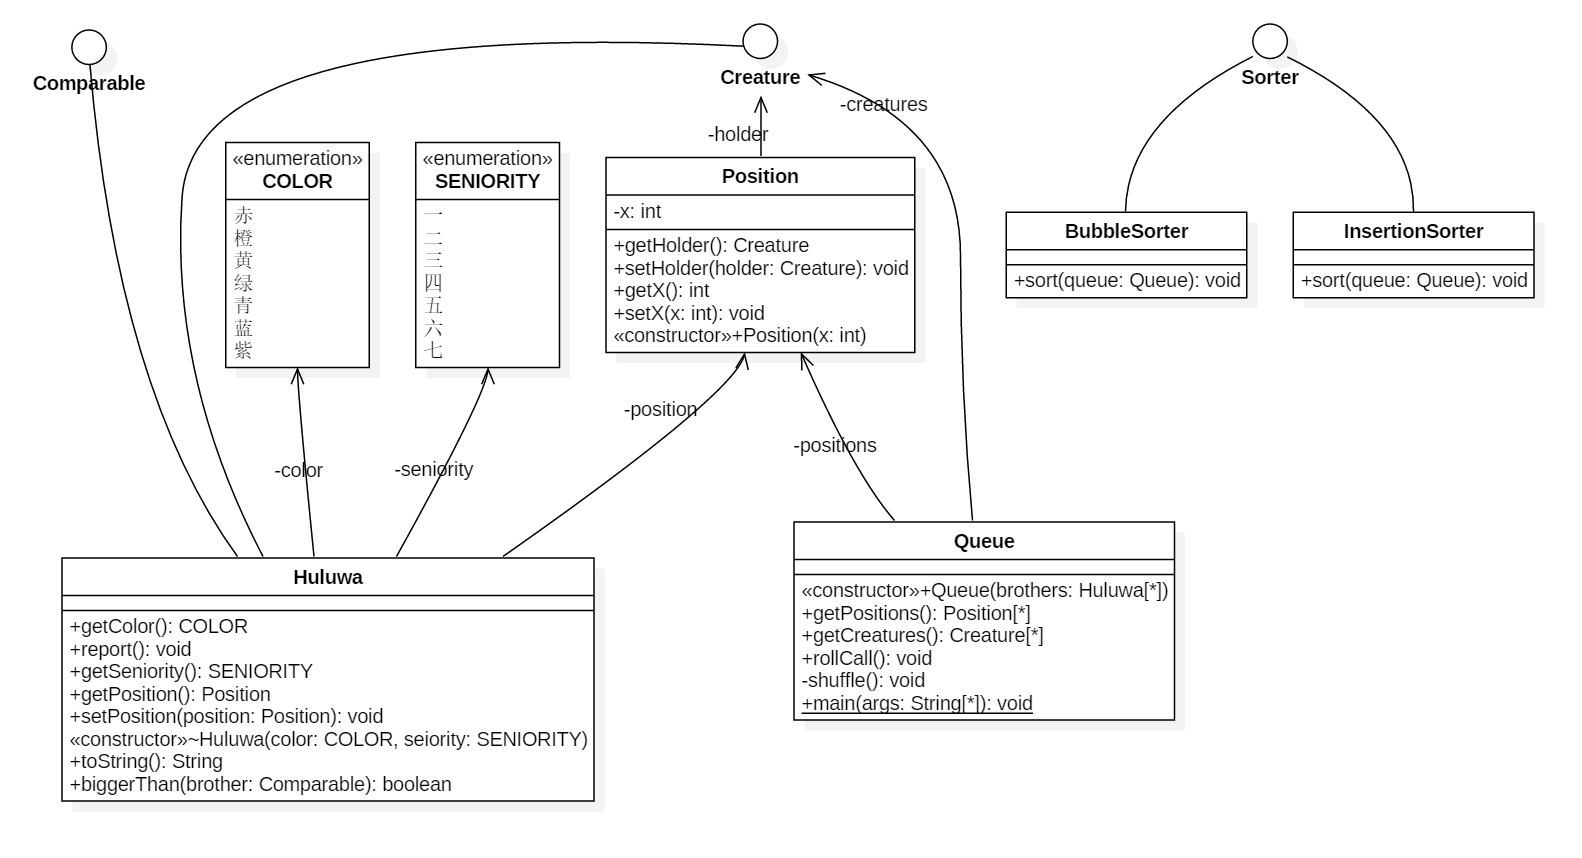 Comparable
Creature
Sorter
-creatures
-holder
«enumeration»
COLOR
赤
橙
黄
绿
青
蓝
紫
«enumeration»
SENIORITY
一
二
三
四
五
六
七
Position
-x: int
+getHolder(): Creature
+setHolder(holder: Creature): void
+getX(): int
+setX(x: int): void
«constructor»+Position(x: int)
BubbleSorter
+sort(queue: Queue): void
InsertionSorter
+sort(queue: Queue): void
-position
-positions
-color
-seniority
Huluwa
+getColor(): COLOR
+report(): void
+getSeniority(): SENIORITY
+getPosition(): Position
+setPosition(position: Position): void
«constructor»~Huluwa(color: COLOR, seiority: SENIORITY)
+toString(): String
+biggerThan(brother: Comparable): boolean
Queue
«constructor»+Queue(brothers: Huluwa[*])
+getPositions(): Position[*]
+getCreatures(): Creature[*]
+rollCall(): void
-shuffle(): void
+main(args: String[*]): void